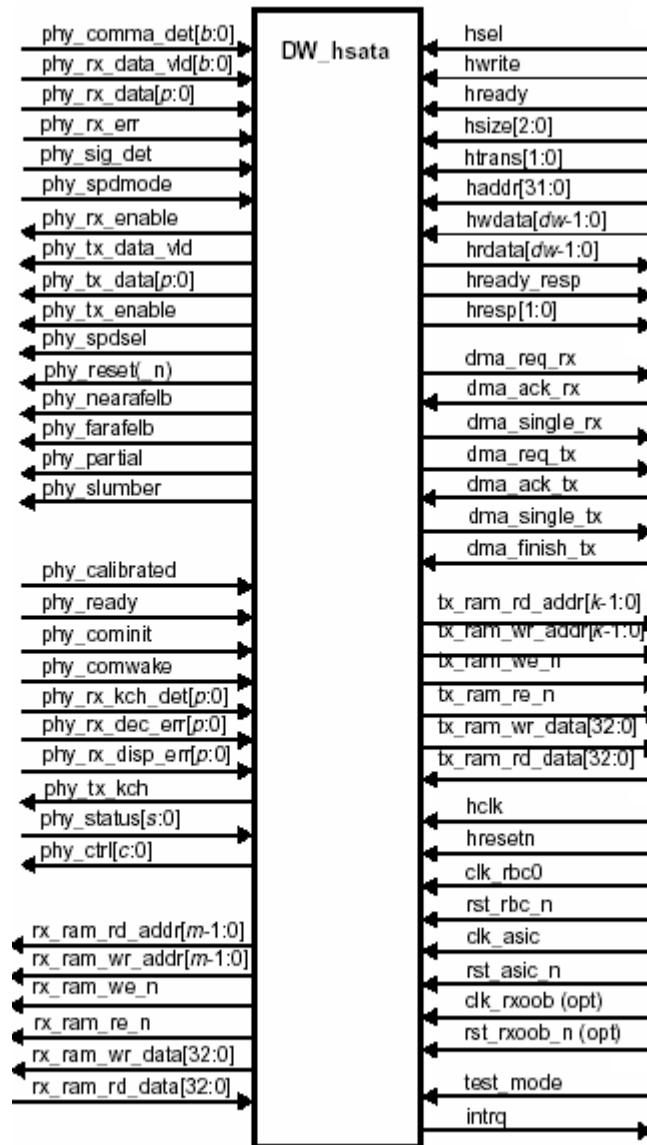 DW_hsata
phy_comma_det[b:0]
phy_rx_data_vld[b:0]
phy_rx_data[p:0]
phy_rx_err
phy_sig_det
phy_spdmode
phy_rx_enable
phy_tx_data_vld
phy_tx_data[p:0]
phy_tx_enable
phy_spdsel
phy_reset(_n)
phy_nearafelb
phy_farafelb
phy_partial
phy_slumber
phy_calibrated
phy_ready
phy_cominit
phy_comwake
phy_rx_kch_det[p:0]
phy_rx_dec_err[p:0]
phy_rx_disp_err[p:0]
phy_tx_kch
phy_status[s:0]
phy_ctrl[c:0]
rx_ram_rd_addr[m-1:0]
rx_ram_wr_addr[m-1:0]
rx_ram_we_n
rx_ram_re_n
rx_ram_wr_data[32:0]
rx_ram_rd_data[32:0]
hsel
hwrite
hready
hsize[2:0]
htrans[1:0]
haddr[31:0]
hwdata[dw-1:0]
hrdata[dw-1:0]
hready_resp
hresp[1:0]
dma_req_rx
dma_ack_rx
dma_single_rx
dma_req_tx
dma_ack_tx
dma_single_tx
dma_finish_tx
tx_ram_rd_addr[k-1:0]
tx_ram_wr_addr[k-1:0]
tx_ram_we_n
tx_ram_re_n
tx_ram_wr_data[32:0]
tx_ram_rd_data[32:0]
hclk
hresetn
clk_rbc0
rst_rbc_n
clk_asic
rst_asic_n
clk_rxoob (opt)
rst_rxoob_n (opt)
test_mode
intrq